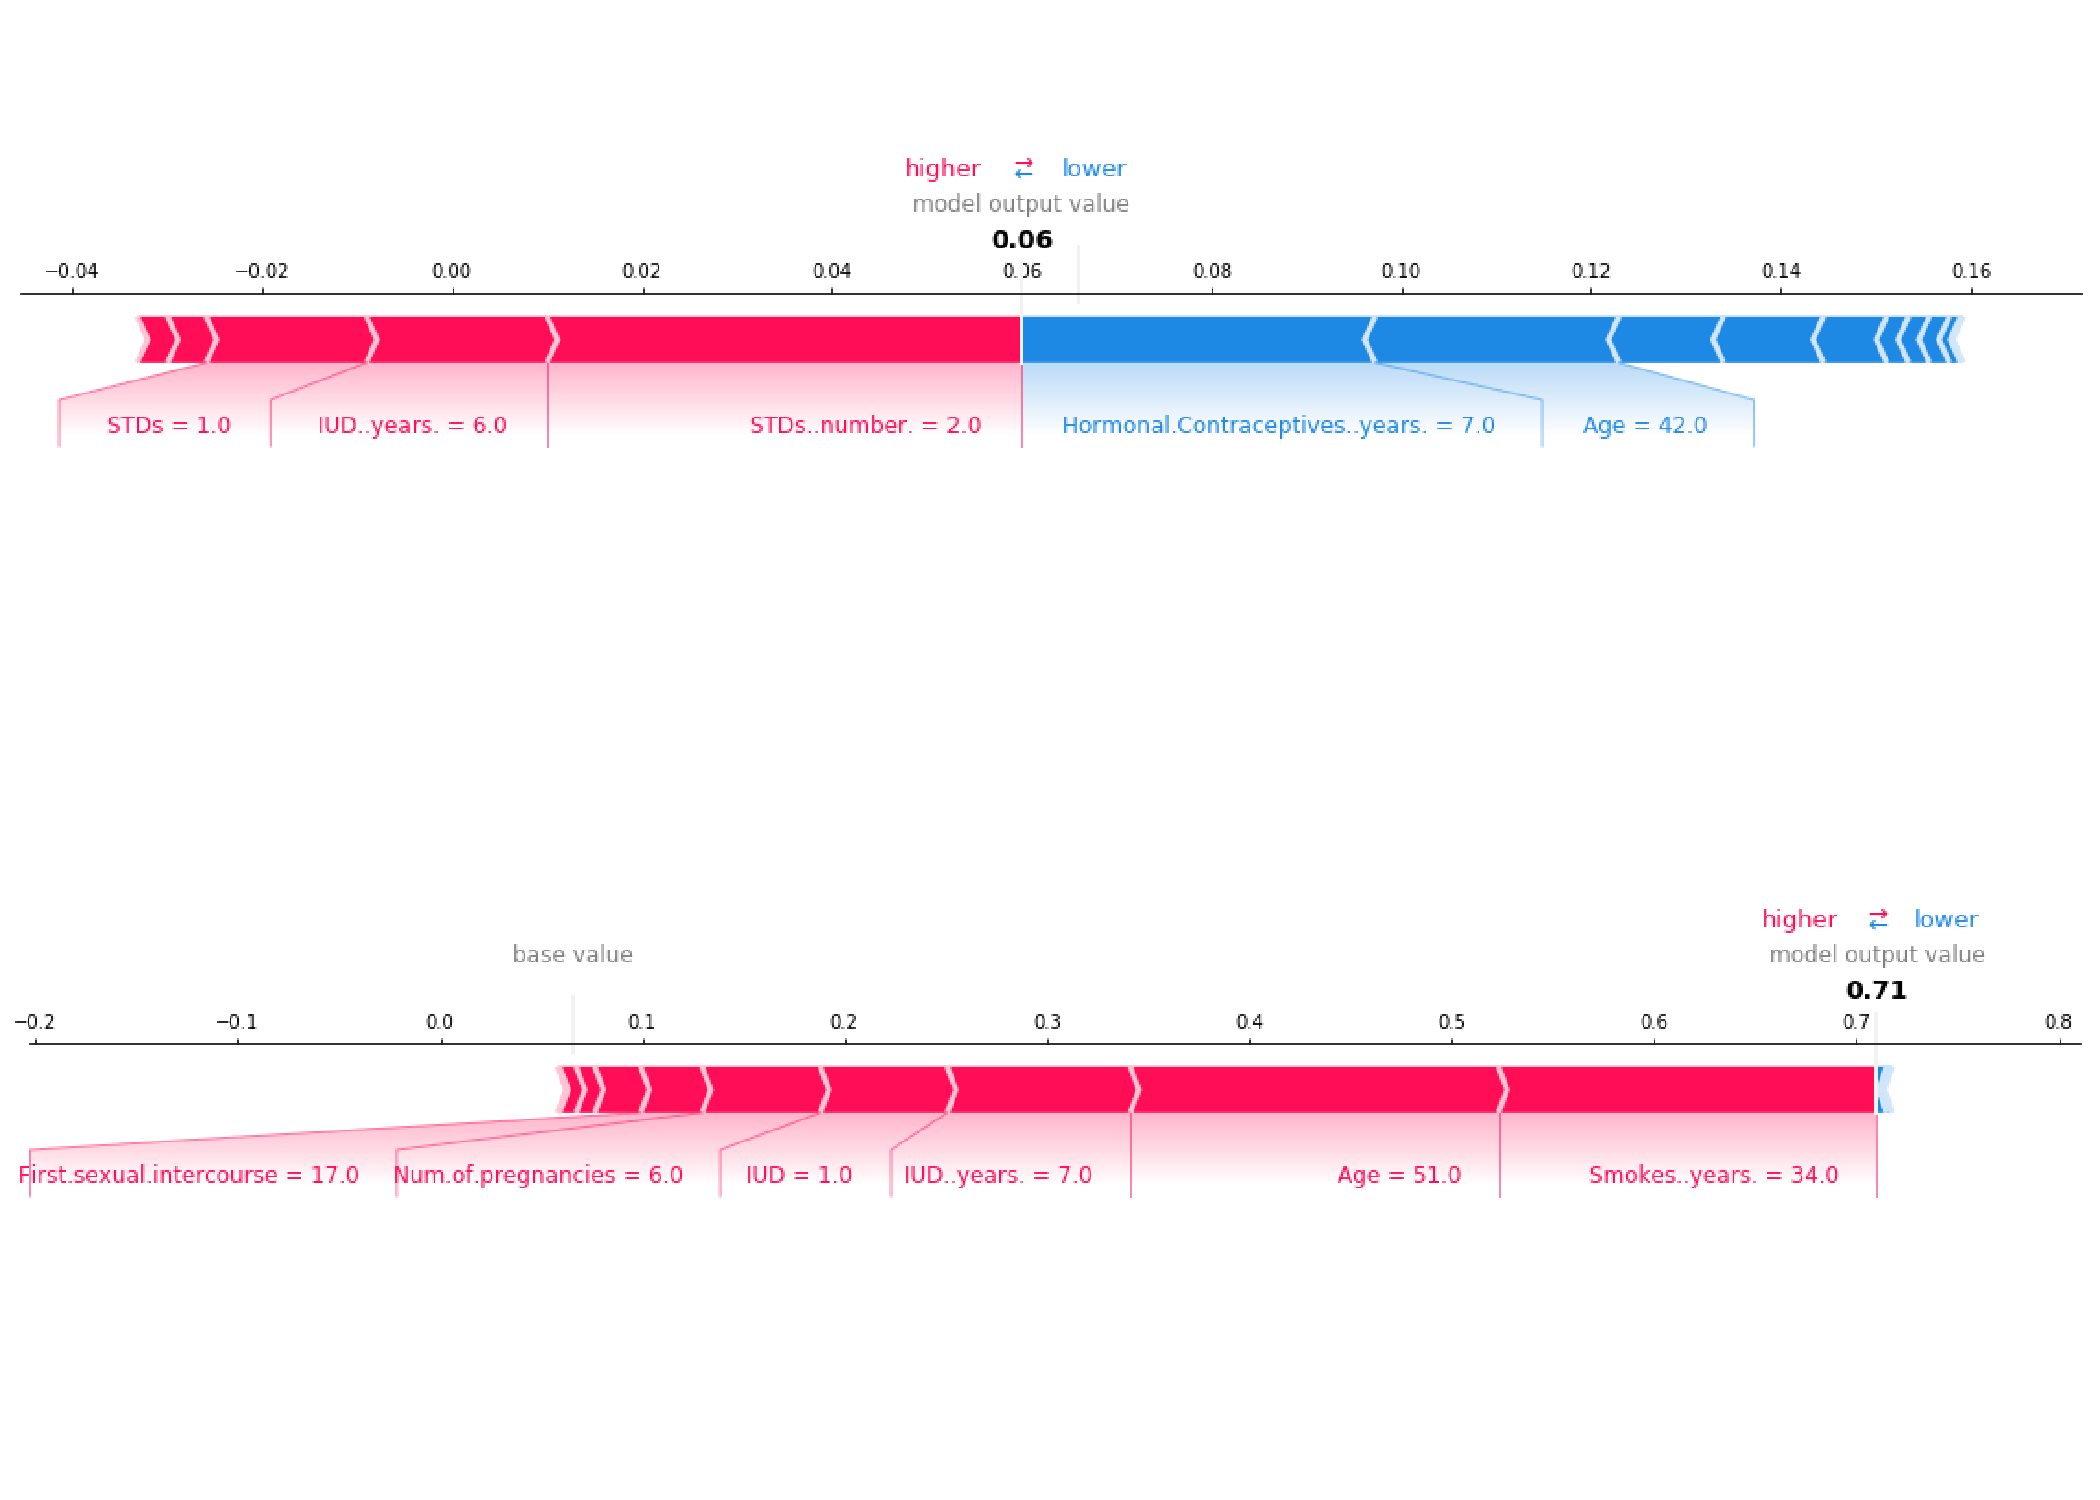 higher ⇄ lower
model output value
0.06
−0.04 −0.02 0.00 0.02 0.04 0.06 0.08 0.10 0.12 0.14 0.16
STDs = 1.0 IUD..years. = 6.0 STDs..number. = 2.0 Hormonal.Contraceptives..years. = 7.0 Age = 42.0
higher ⇄ lower
base value model output value
0.71
−0.2 −0.1 0.0 0.1 0.2 0.3 0.4 0.5 0.6 0.7 0.8
First.sexual.intercourse = 17.0 Num.of.pregnancies = 6.0 IUD = 1.0 IUD..years. = 7.0 Age = 51.0 Smokes..years. = 34.0